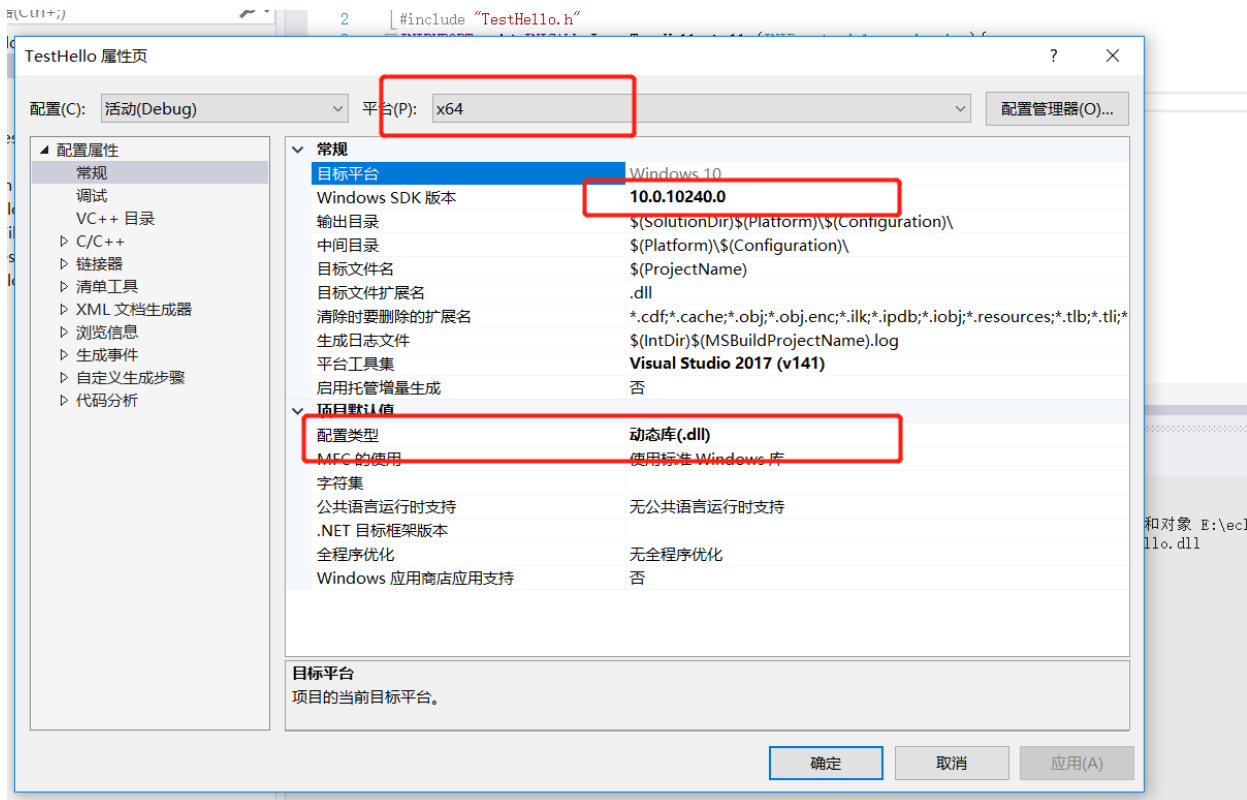 2 #include "TestHello.h"
TestHello 属性页
? ×
配置(C): 活动(Debug) 平台(P): x64 配置管理器(O)...
配置属性
常规
调试
VC++ 目录
C/C++
链接器
清单工具
XML 文档生成器
浏览信息
生成事件
自定义生成步骤
代码分析
常规
目标平台 Windows 10
Windows SDK 版本 10.0.10240.0
输出目录 $(SolutionDir)$(Platform)\$(Configuration)\
中间目录 $(Platform)\$(Configuration)\
目标文件名 $(ProjectName)
目标文件扩展名 .dll
清除时要删除的扩展名 *.cdf;*.cache;*.obj;*.obj.enc;*.ilk;*.ipdb;*.iobj;*.resources;*.tlb;*.tli;*
生成日志文件 $(IntDir)$(MSBuildProjectName).log
平台工具集 Visual Studio 2017 (v141)
启用托管增量生成 否
项目默认值
配置类型 动态库(.dll)
MFC 的使用 使用标准 Windows 库
字符集
公共语言运行时支持 无公共语言运行时支持
.NET 目标框架版本
全程序优化 无全程序优化
Windows 应用商店应用支持 否
目标平台
项目的当前目标平台。
确定 取消 应用(A)
和对象 E:\ecl
llo.dll